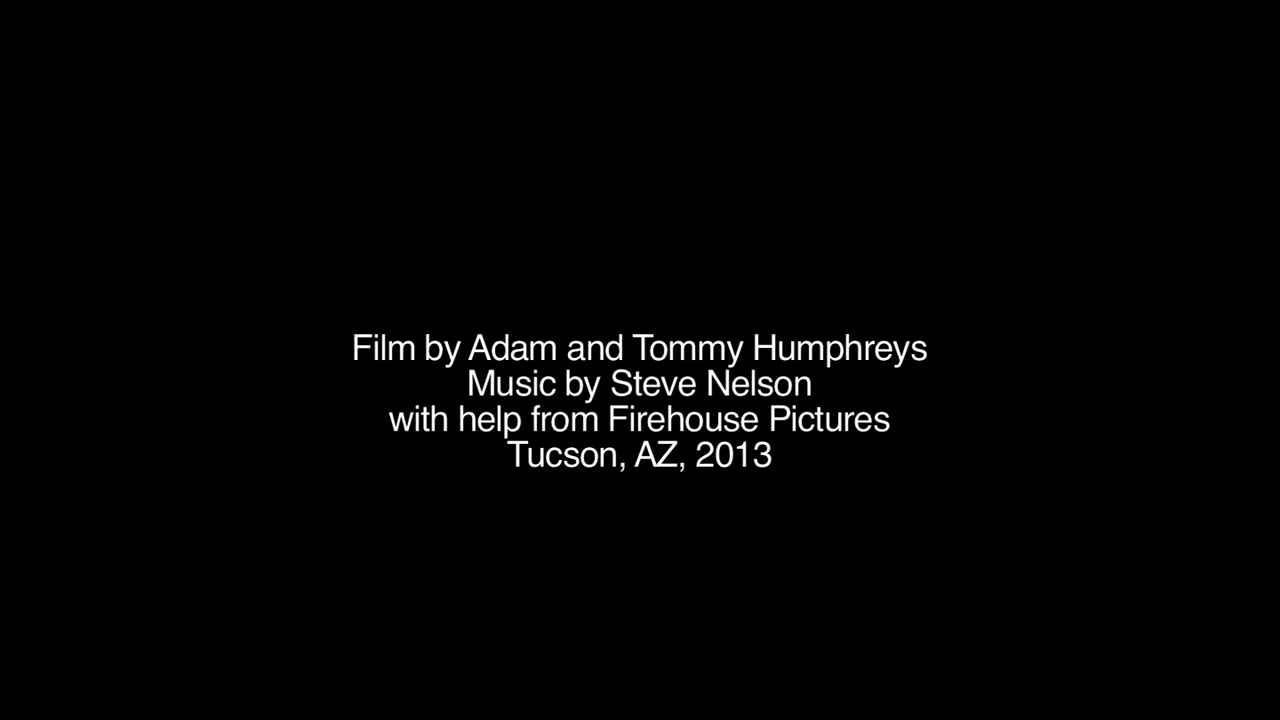 Film by Adam and Tommy Humphreys
Music by Steve Nelson
with help from Firehouse Pictures
Tucson, AZ, 2013